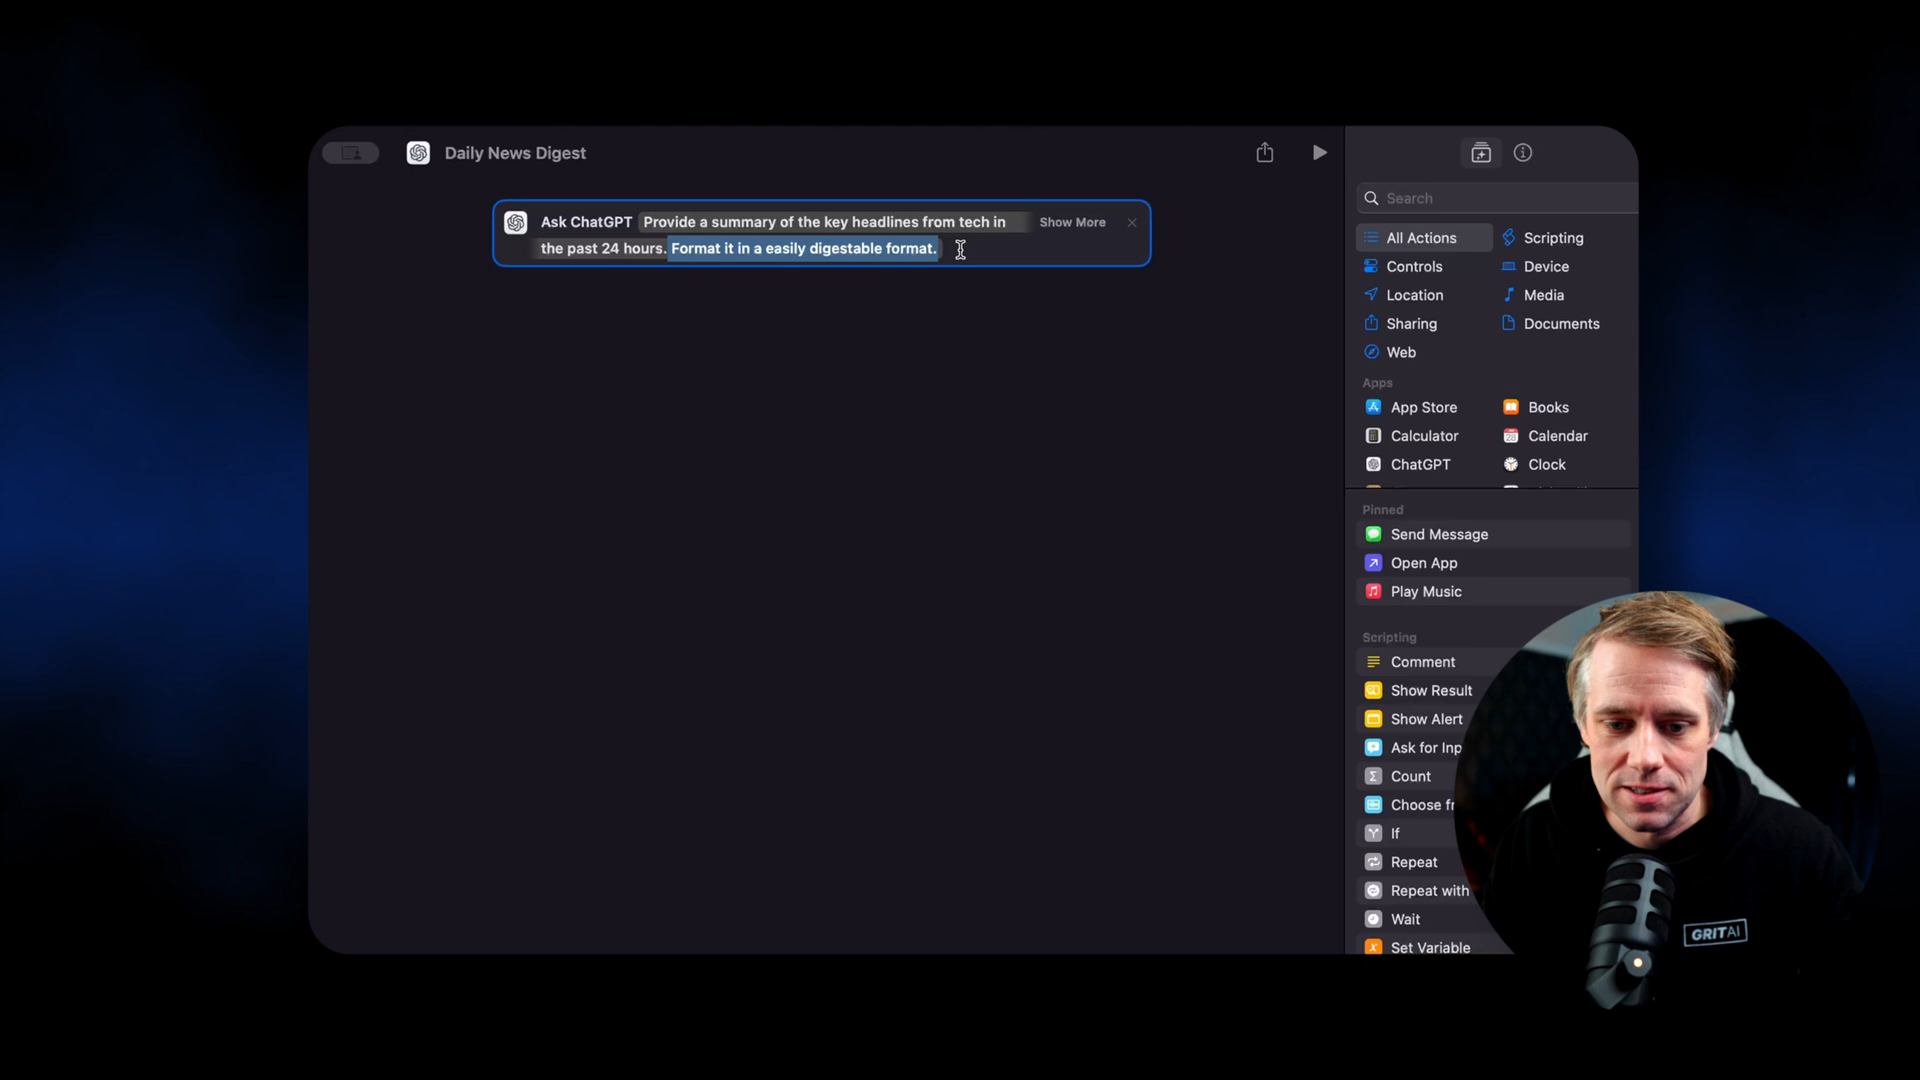 Daily News Digest
Ask ChatGPT Provide a summary of the key headlines from tech in
Show More
the past 24 hours. Format it in a easily digestable format.
Search
All Actions
Scripting
Controls
Device
Location
Media
Sharing
Documents
Web
Apps
App Store
Books
Calculator
Calendar
ChatGPT
Clock
Pinned
Send Message
Open App
Play Music
Scripting
Comment
Show Result
Show Alert
Ask for Inp
Count
Choose fr
If
Repeat
Repeat with
Wait
Set Variable
GRITAI